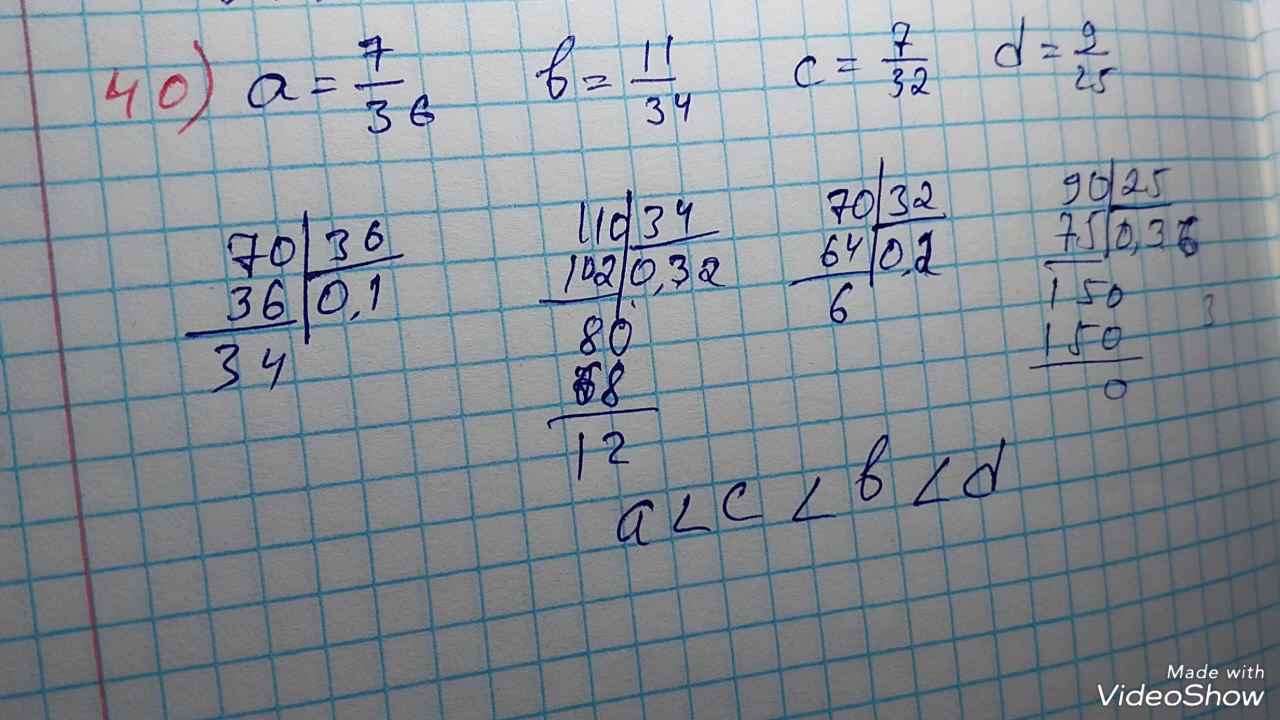 40) a = 7/36 b = 11/34 c = 7/32 d = 9/25
70 | 36
36 | 0,1
34
110 | 34
102 | 0,32
80
68
12
70 | 32
64 | 0,2
6
90 | 25
75 | 0,36
150
150
0
3
a < c < b < d
Made with
VideoShow